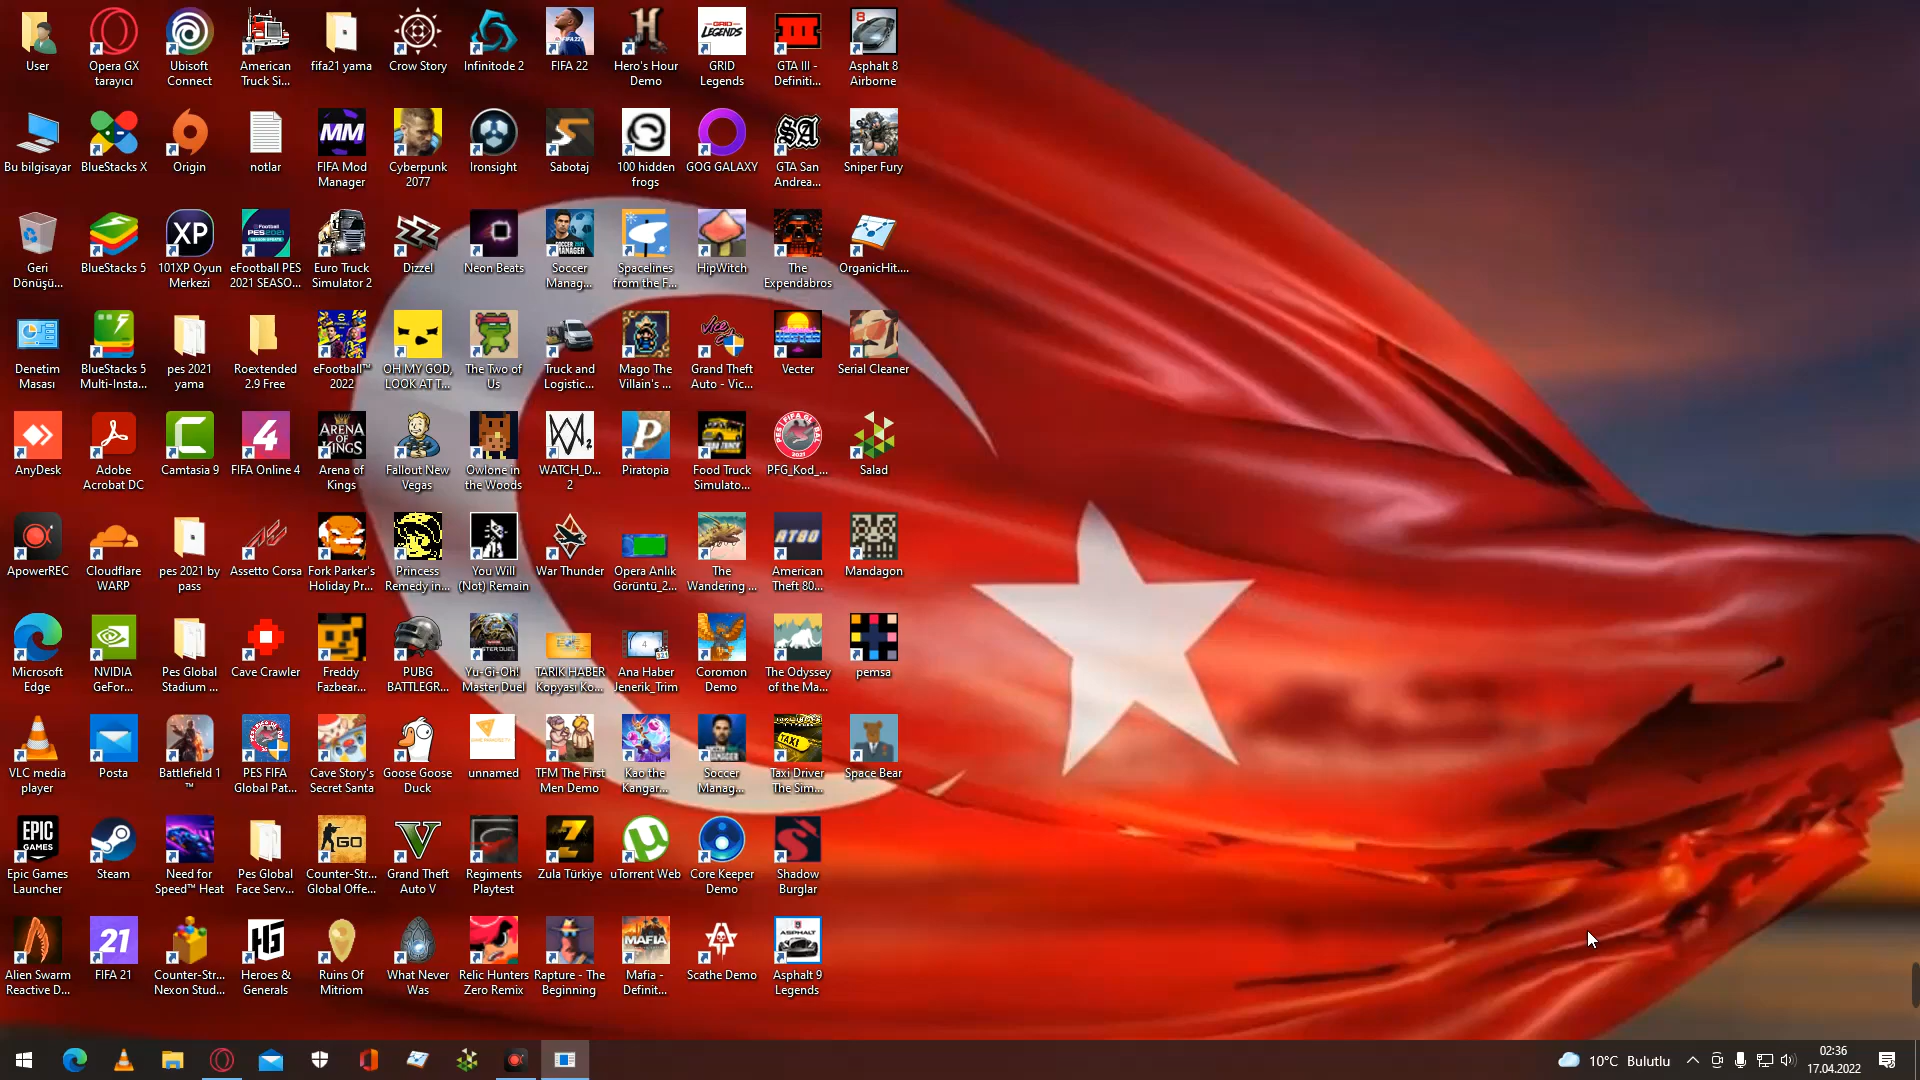 User
Opera GX
tarayıcı
Ubisoft
Connect
American
Truck Si...
fifa21 yama
Crow Story
Infinitode 2
FIFA 22
Hero's Hour
Demo
GRID
Legends
GTA III -
Definiti...
Asphalt 8
Airborne
Bu bilgisayar
BlueStacks X
Origin
notlar
FIFA Mod
Manager
Cyberpunk
2077
Ironsight
Sabotaj
100 hidden
frogs
GOG GALAXY
GTA San
Andrea...
Sniper Fury
Geri
Dönüşü...
BlueStacks 5
101XP Oyun
Merkezi
eFootball PES
2021 SEASO...
Euro Truck
Simulator 2
Dizzel
Neon Beats
Soccer
Manag...
Spacelines
from the F...
HipWitch
The
Expendabros
OrganicHit....
Denetim
Masası
BlueStacks 5
Multi-Insta...
pes 2021
yama
Roextended
2.9 Free
eFootball™
2022
OH MY GOD,
LOOK AT T...
The Two of
Us
Truck and
Logistic...
Mago The
Villain's ...
Grand Theft
Auto - Vic...
Vecter
Serial Cleaner
AnyDesk
Adobe
Acrobat DC
Camtasia 9
FIFA Online 4
Arena of
Kings
Fallout New
Vegas
Owlone in
the Woods
WATCH_D...
2
Piratopia
Food Truck
Simulato...
PFG_Kod_...
Salad
ApowerREC
Cloudflare
WARP
pes 2021 by
pass
Assetto Corsa
Fork Parker's
Holiday Pr...
Princess
Remedy in...
You Will
(Not) Remain
War Thunder
Opera Anlık
Görüntü_2...
The
Wandering ...
American
Theft 80...
Mandagon
Microsoft
Edge
NVIDIA
GeFor...
Pes Global
Stadium ...
Cave Crawler
Freddy
Fazbear...
PUBG
BATTLEGR...
Yu-Gi-Oh!
Master Duel
TARIK HABER
Kopyası Ko...
Ana Haber
Jenerik_Trim
Coromon
Demo
The Odyssey
of the Ma...
pemsa
VLC media
player
Posta
Battlefield 1
™
PES FIFA
Global Pat...
Cave Story's
Secret Santa
Goose Goose
Duck
unnamed
TFM The First
Men Demo
Kao the
Kangar...
Soccer
Manag...
Taxi Driver
The Sim...
Space Bear
Epic Games
Launcher
Steam
Need for
Speed™ Heat
Pes Global
Face Serv...
Counter-Str...
Global Offe...
Grand Theft
Auto V
Regiments
Playtest
Zula Türkiye
uTorrent Web
Core Keeper
Demo
Shadow
Burglar
Alien Swarm
Reactive D...
FIFA 21
Counter-Str...
Nexon Stud...
Heroes &
Generals
Ruins Of
Mitriom
What Never
Was
Relic Hunters
Zero Remix
Rapture - The
Beginning
Mafia -
Definit...
Scathe Demo
Asphalt 9
Legends
10°C Bulutlu
02:36
17.04.2022